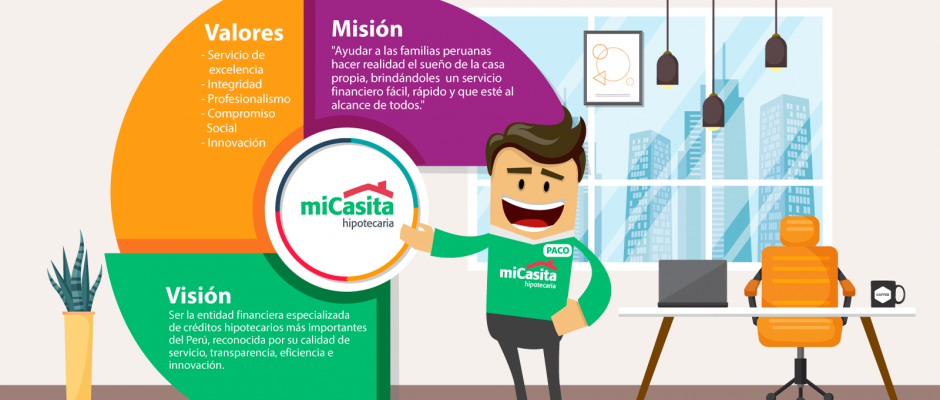 Valores
- Servicio de
excelencia
- Integridad
- Profesionalismo
- Compromiso
Social
- Innovación
Misión
"Ayudar a las familias peruanas
hacer realidad el sueño de la casa
propia, brindándoles un servicio
financiero fácil, rápido y que esté al
alcance de todos."
miCasita
hipotecaria
Visión
Ser la entidad financiera especializada
de créditos hipotecarios más importantes
del Perú, reconocida por su calidad de
servicio, transparencia, eficiencia e
innovación.
PACO
miCasita
hipotecaria
COFFEE